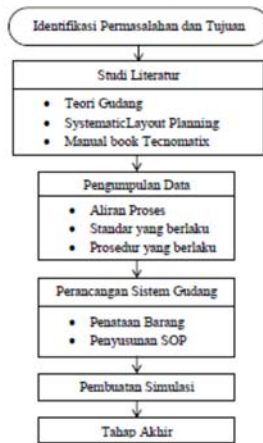 Identifikasi Permasalahan dan Tujuan
Studi Literatur
• Teori Gudang
• SystematicLayout Planning
• Manual book Tecnomatix
Pengumpulan Data
• Aliran Proses
• Standar yang berlaku
• Prosedur yang berlaku
Perancangan Sistem Gudang
• Penataan Barang
• Penyusunan SOP
Pembuatan Simulasi
Tahap Akhir